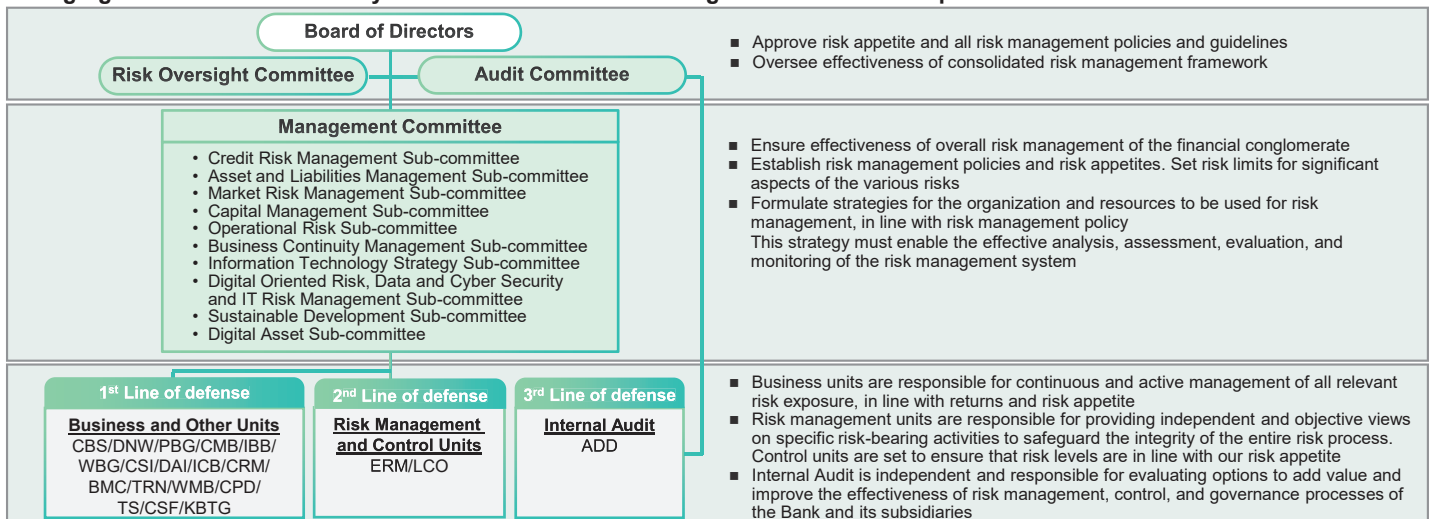 Board of Directors
Risk Oversight Committee
Audit Committee
■ Approve risk appetite and all risk management policies and guidelines
■ Oversee effectiveness of consolidated risk management framework
Management Committee
• Credit Risk Management Sub-committee
• Asset and Liabilities Management Sub-committee
• Market Risk Management Sub-committee
• Capital Management Sub-committee
• Operational Risk Sub-committee
• Business Continuity Management Sub-committee
• Information Technology Strategy Sub-committee
• Digital Oriented Risk, Data and Cyber Security
and IT Risk Management Sub-committee
• Sustainable Development Sub-committee
• Digital Asset Sub-committee
■ Ensure effectiveness of overall risk management of the financial conglomerate
■ Establish risk management policies and risk appetites. Set risk limits for significant
aspects of the various risks
■ Formulate strategies for the organization and resources to be used for risk
management, in line with risk management policy
This strategy must enable the effective analysis, assessment, evaluation, and
monitoring of the risk management system
1st Line of defense
Business and Other Units
CBS/DNW/PBG/CMB/IBB/
WBG/CSI/DAI/ICB/CRM/
BMC/TRN/WMB/CPD/
TS/CSF/KBTG
2nd Line of defense
Risk Management
and Control Units
ERM/LCO
3rd Line of defense
Internal Audit
ADD
■ Business units are responsible for continuous and active management of all relevant
risk exposure, in line with returns and risk appetite
■ Risk management units are responsible for providing independent and objective views
on specific risk-bearing activities to safeguard the integrity of the entire risk process.
Control units are set to ensure that risk levels are in line with our risk appetite
■ Internal Audit is independent and responsible for evaluating options to add value and
improve the effectiveness of risk management, control, and governance processes of
the Bank and its subsidiaries